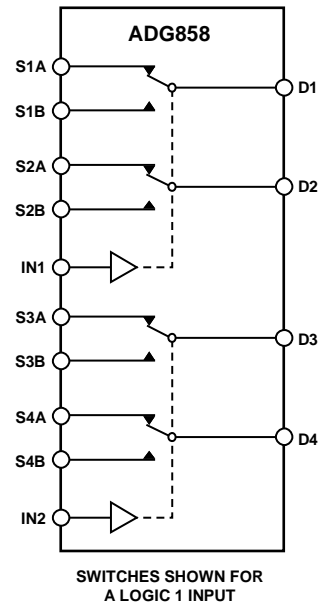 ADG858
S1A
D1
S1B
S2A
D2
S2B
IN1
S3A
D3
S3B
S4A
D4
S4B
IN2
SWITCHES SHOWN FOR
A LOGIC 1 INPUT